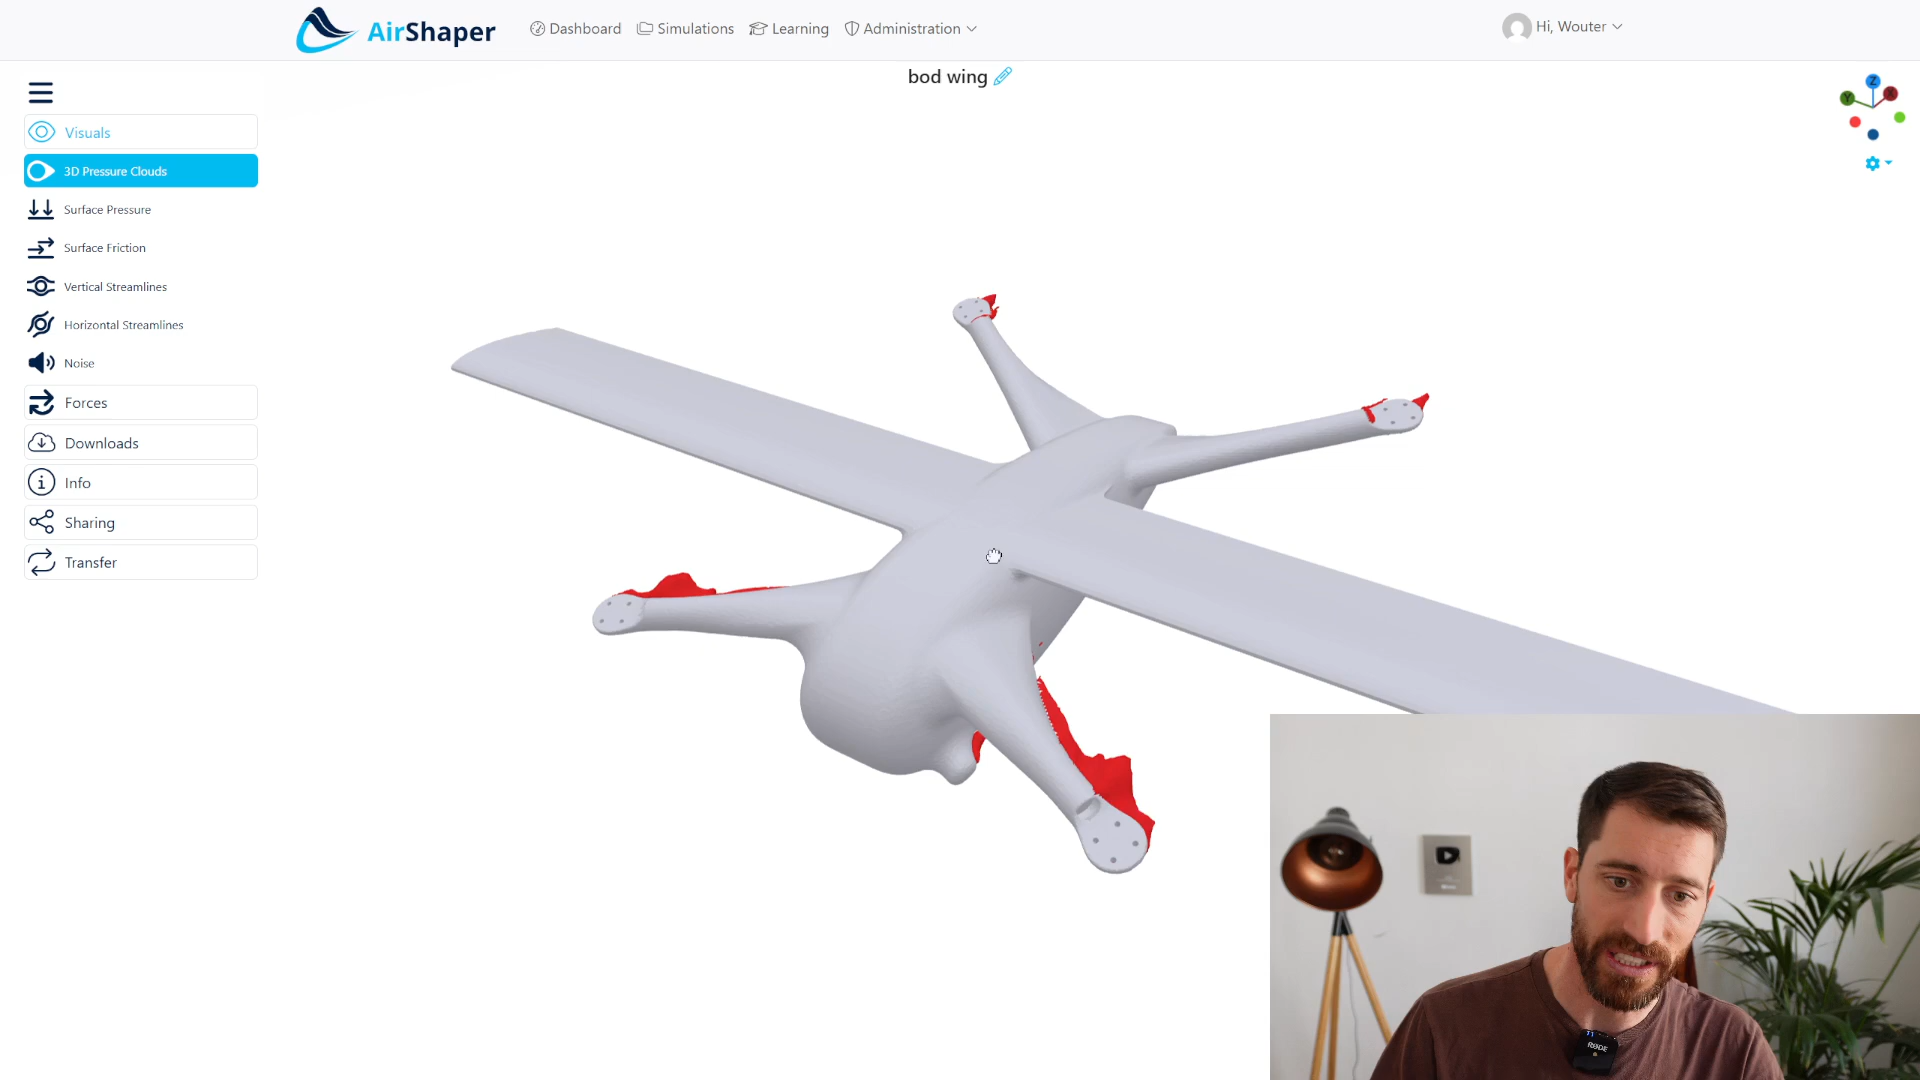 AirShaper
Dashboard
Simulations
Learning
Administration
Hi, Wouter
bod wing
Visuals
3D Pressure Clouds
Surface Pressure
Surface Friction
Vertical Streamlines
Horizontal Streamlines
Noise
Forces
Downloads
Info
Sharing
Transfer
Z
Y
X
RØDE